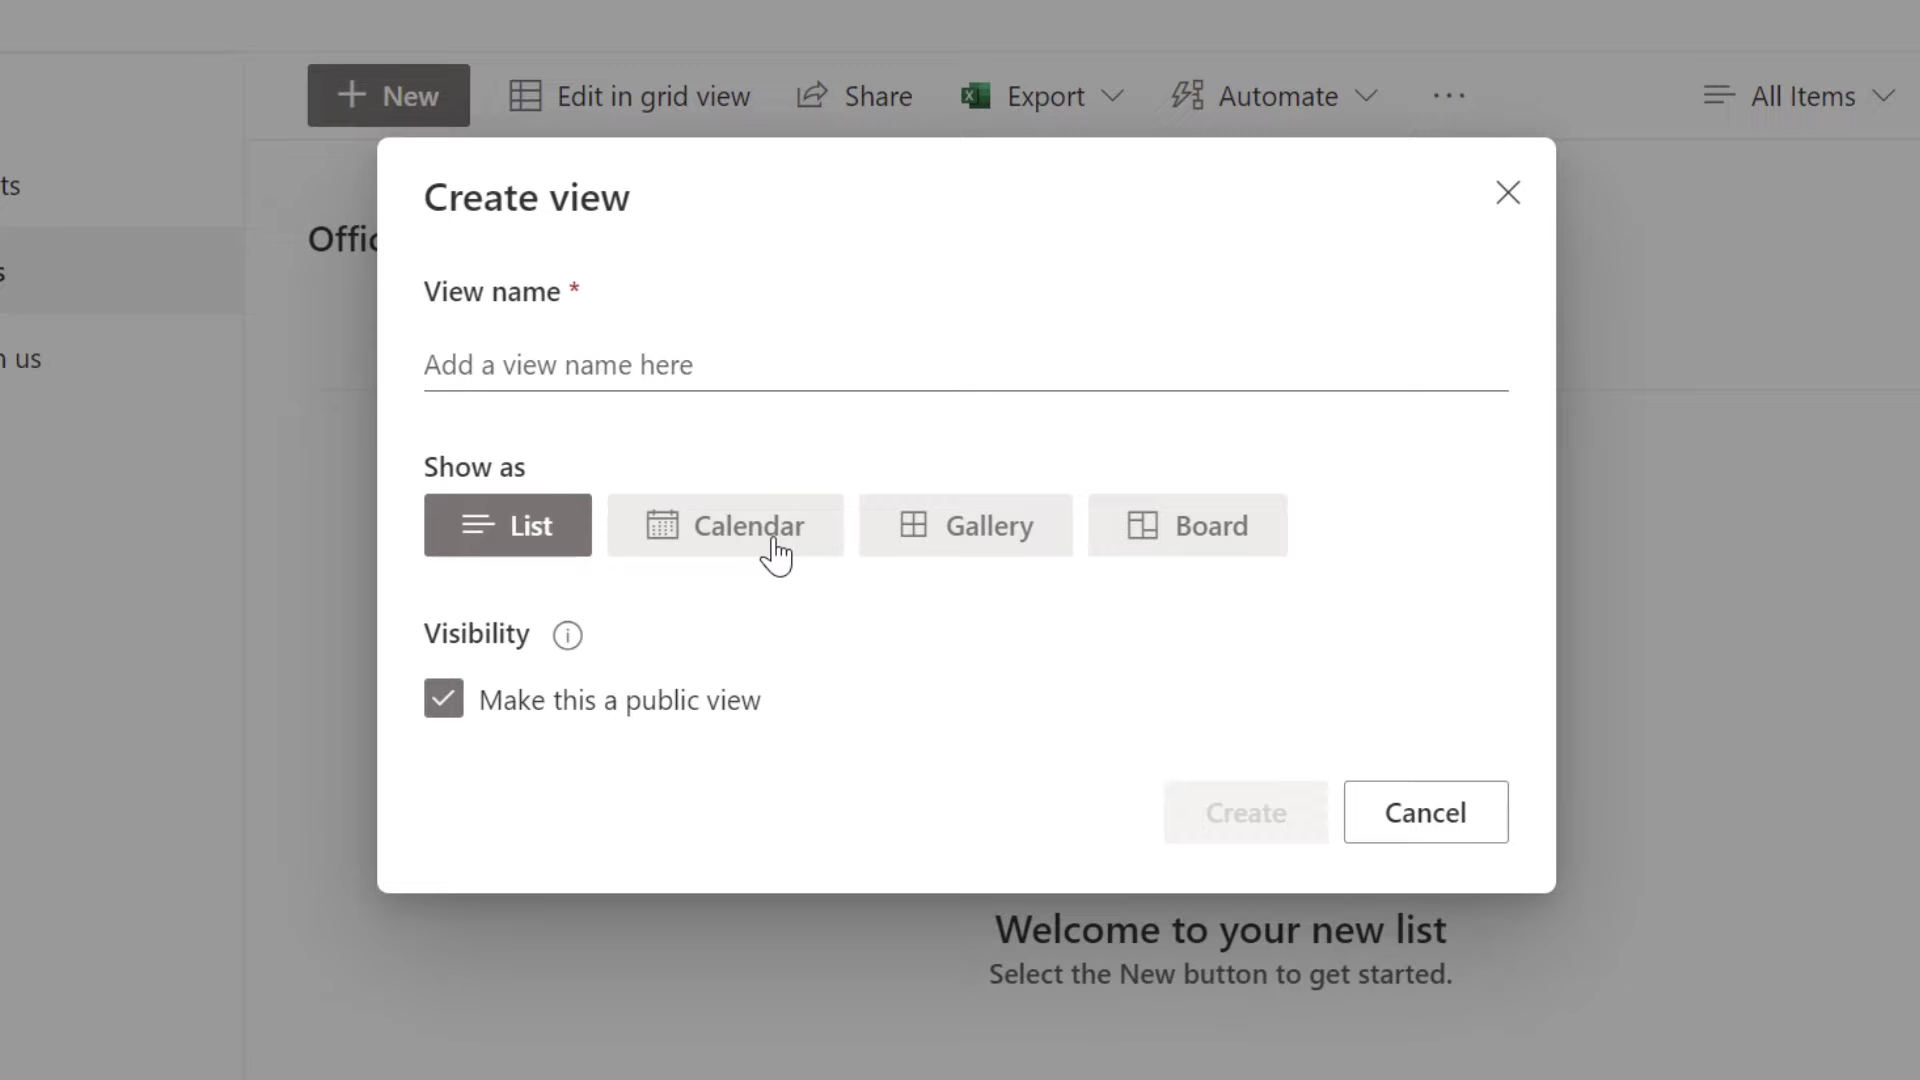 New Edit in grid view Share Export Automate All Items
ts
Offic
s
n us
Create view
View name *
Add a view name here
Show as
List Calendar Gallery Board
Visibility
Make this a public view
Create Cancel
Welcome to your new list
Select the New button to get started.